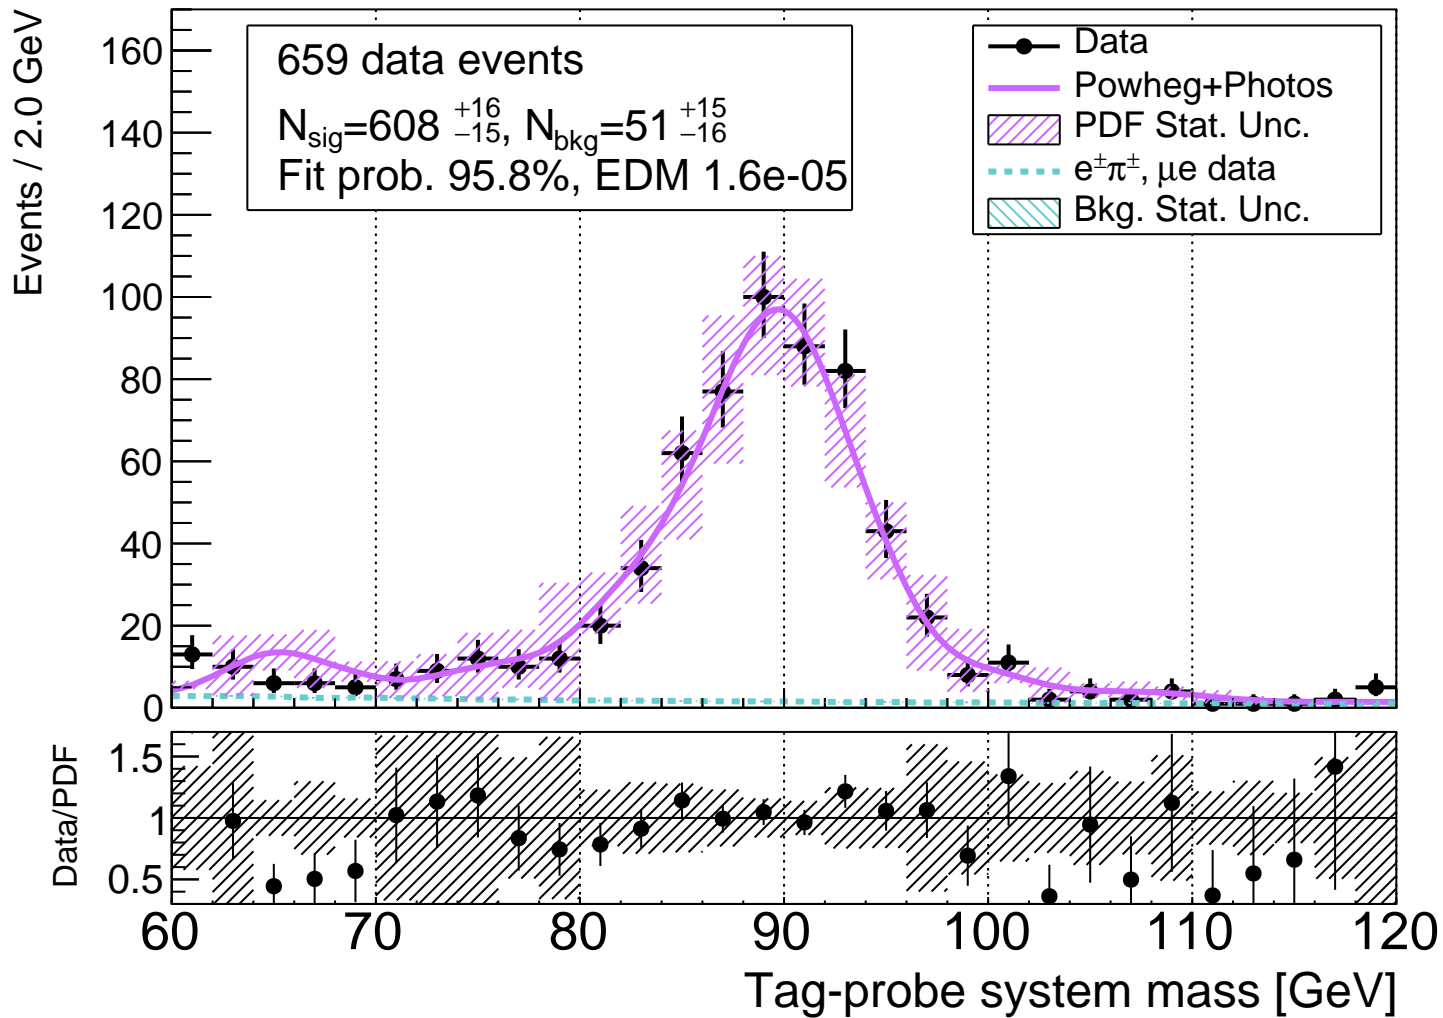 Events / 2.0 GeV
160
140
120
100
80
60
40
20
0
659 data events
N_sig=608 +16 −15, N_bkg=51 +15 −16
Fit prob. 95.8%, EDM 1.6e-05
Data
Powheg+Photos
PDF Stat. Unc.
e±π±, μe data
Bkg. Stat. Unc.
Data/PDF
1.5
1
0.5
60 70 80 90 100 110 120
Tag-probe system mass [GeV]